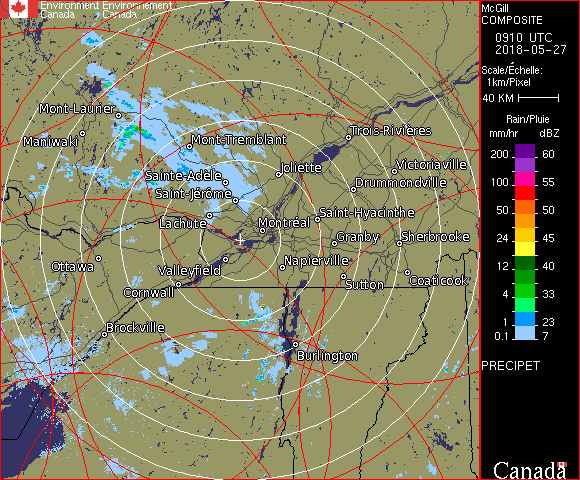 Environment Environnement
Canada Canada
McGill
COMPOSITE
0910 UTC
2018-05-27
Scale/Échelle:
1km/Pixel
40 KM
Rain/Pluie
mm/hr dBZ
200 60
100 55
50 50
24 45
12 40
4 33
1 23
0.1 7
PRECIPET
Canada
Mont-Laurier
Maniwaki
Mont-Tremblant
Trois-Rivières
Sainte-Adèle
Joliette
Victoriaville
Saint-Jérôme
Drummondville
Lachute
Montréal
Saint-Hyacinthe
Granby
Sherbrooke
Ottawa
Valleyfield
Napierville
Cornwall
Sutton
Coaticook
Brockville
Burlington